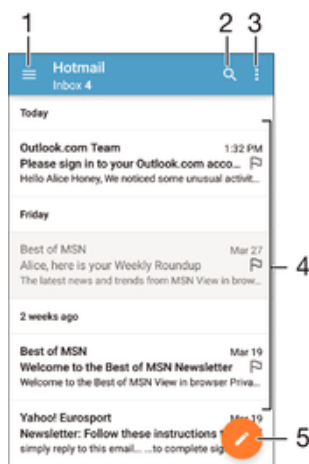 1 2 3
Hotmail
Inbox 4
Today
Outlook.com Team 1:32 PM
Please sign in to your Outlook.com acco...
Hello Alice Honey, We noticed some unusual activit...
Friday
Best of MSN Mar 27
Alice, here is your Weekly Roundup
The latest news and trends from MSN View in brow...
4
2 weeks ago
Best of MSN Mar 19
Welcome to the Best of MSN Newsletter
Welcome to the Best of MSN View in browser Priva...
Yahoo! Eurosport Mar 19
Newsletter: Follow these instructions
5
simply reply to this email... ...to complete